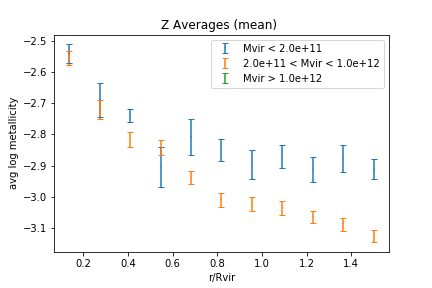 Z Averages (mean)
Mvir < 2.0e+11
2.0e+11 < Mvir < 1.0e+12
Mvir > 1.0e+12
avg log metallicity
−2.5
−2.6
−2.7
−2.8
−2.9
−3.0
−3.1
0.2 0.4 0.6 0.8 1.0 1.2 1.4
r/Rvir